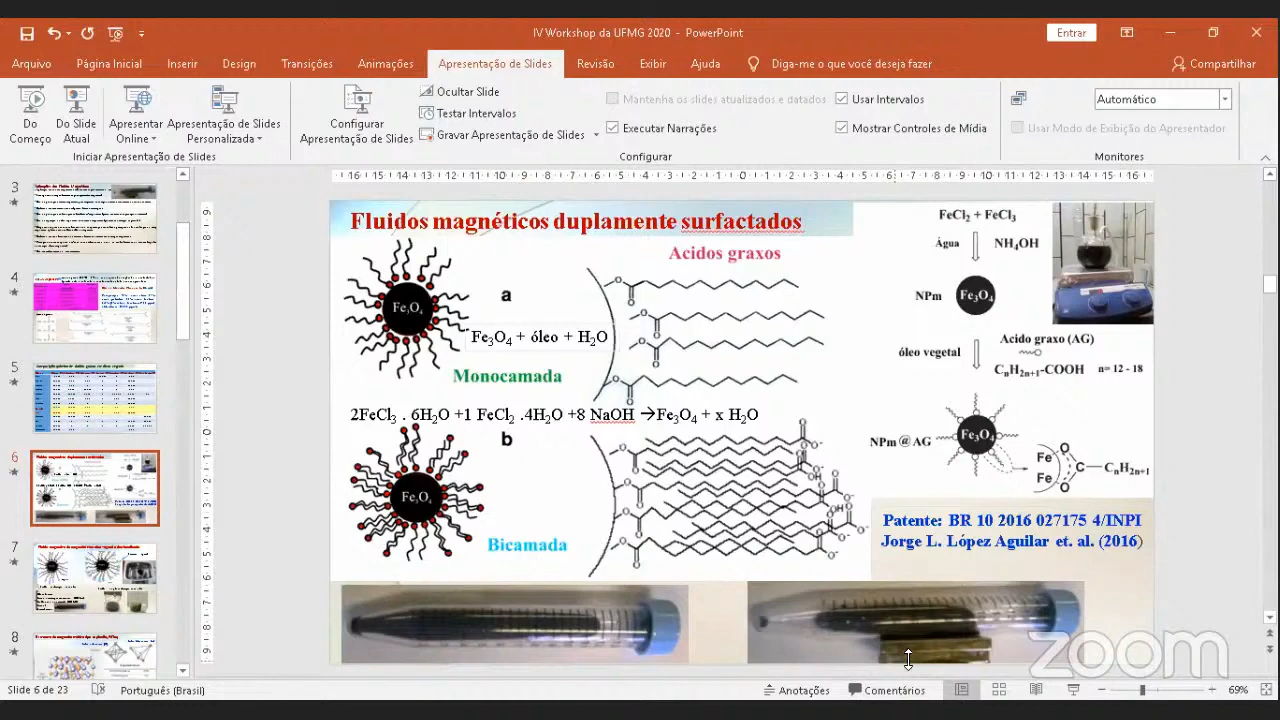 IV Workshop da UFMG 2020 - PowerPoint
Entrar
Arquivo
Página Inicial
Inserir
Design
Transições
Animações
Apresentação de Slides
Revisão
Exibir
Ajuda
Diga-me o que você deseja fazer
Compartilhar
Do Começo
Do Slide Atual
Apresentar Online
Apresentação de Slides Personalizada
Configurar Apresentação de Slides
Ocultar Slide
Testar Intervalos
Gravar Apresentação de Slides
Mantenha os slides atualizados e datados
Executar Narrações
Usar Intervalos
Mostrar Controles de Mídia
Automático
Usar Modo de Exibição do Apresentador
Iniciar Apresentação de Slides
Configurar
Monitores
3
4
5
6
7
8
Fluidos magnéticos duplamente surfactados
Acidos graxos
Fe₃O₄
a
Fe₃O₄ + óleo + H₂O
Monocamada
2FeCl₃ . 6H₂O +1 FeCl₂ .4H₂O +8 NaOH →Fe₃O₄ + x H₂O
Fe₃O₄
b
Bicamada
FeCl₂ + FeCl₃
Água
NH₄OH
NPm
Fe₃O₄
óleo vegetal
Acido graxo (AG)
CₙH₂ₙ₊₁-COOH n= 12 - 18
NPm @ AG
Fe₃O₄
Fe
Fe
O
O
C
CₙH₂ₙ₊₁
Patente: BR 10 2016 027175 4/INPI
Jorge L. López Aguilar et. al. (2016)
zoom
Slide 6 de 23
Português (Brasil)
Anotações
Comentários
69%